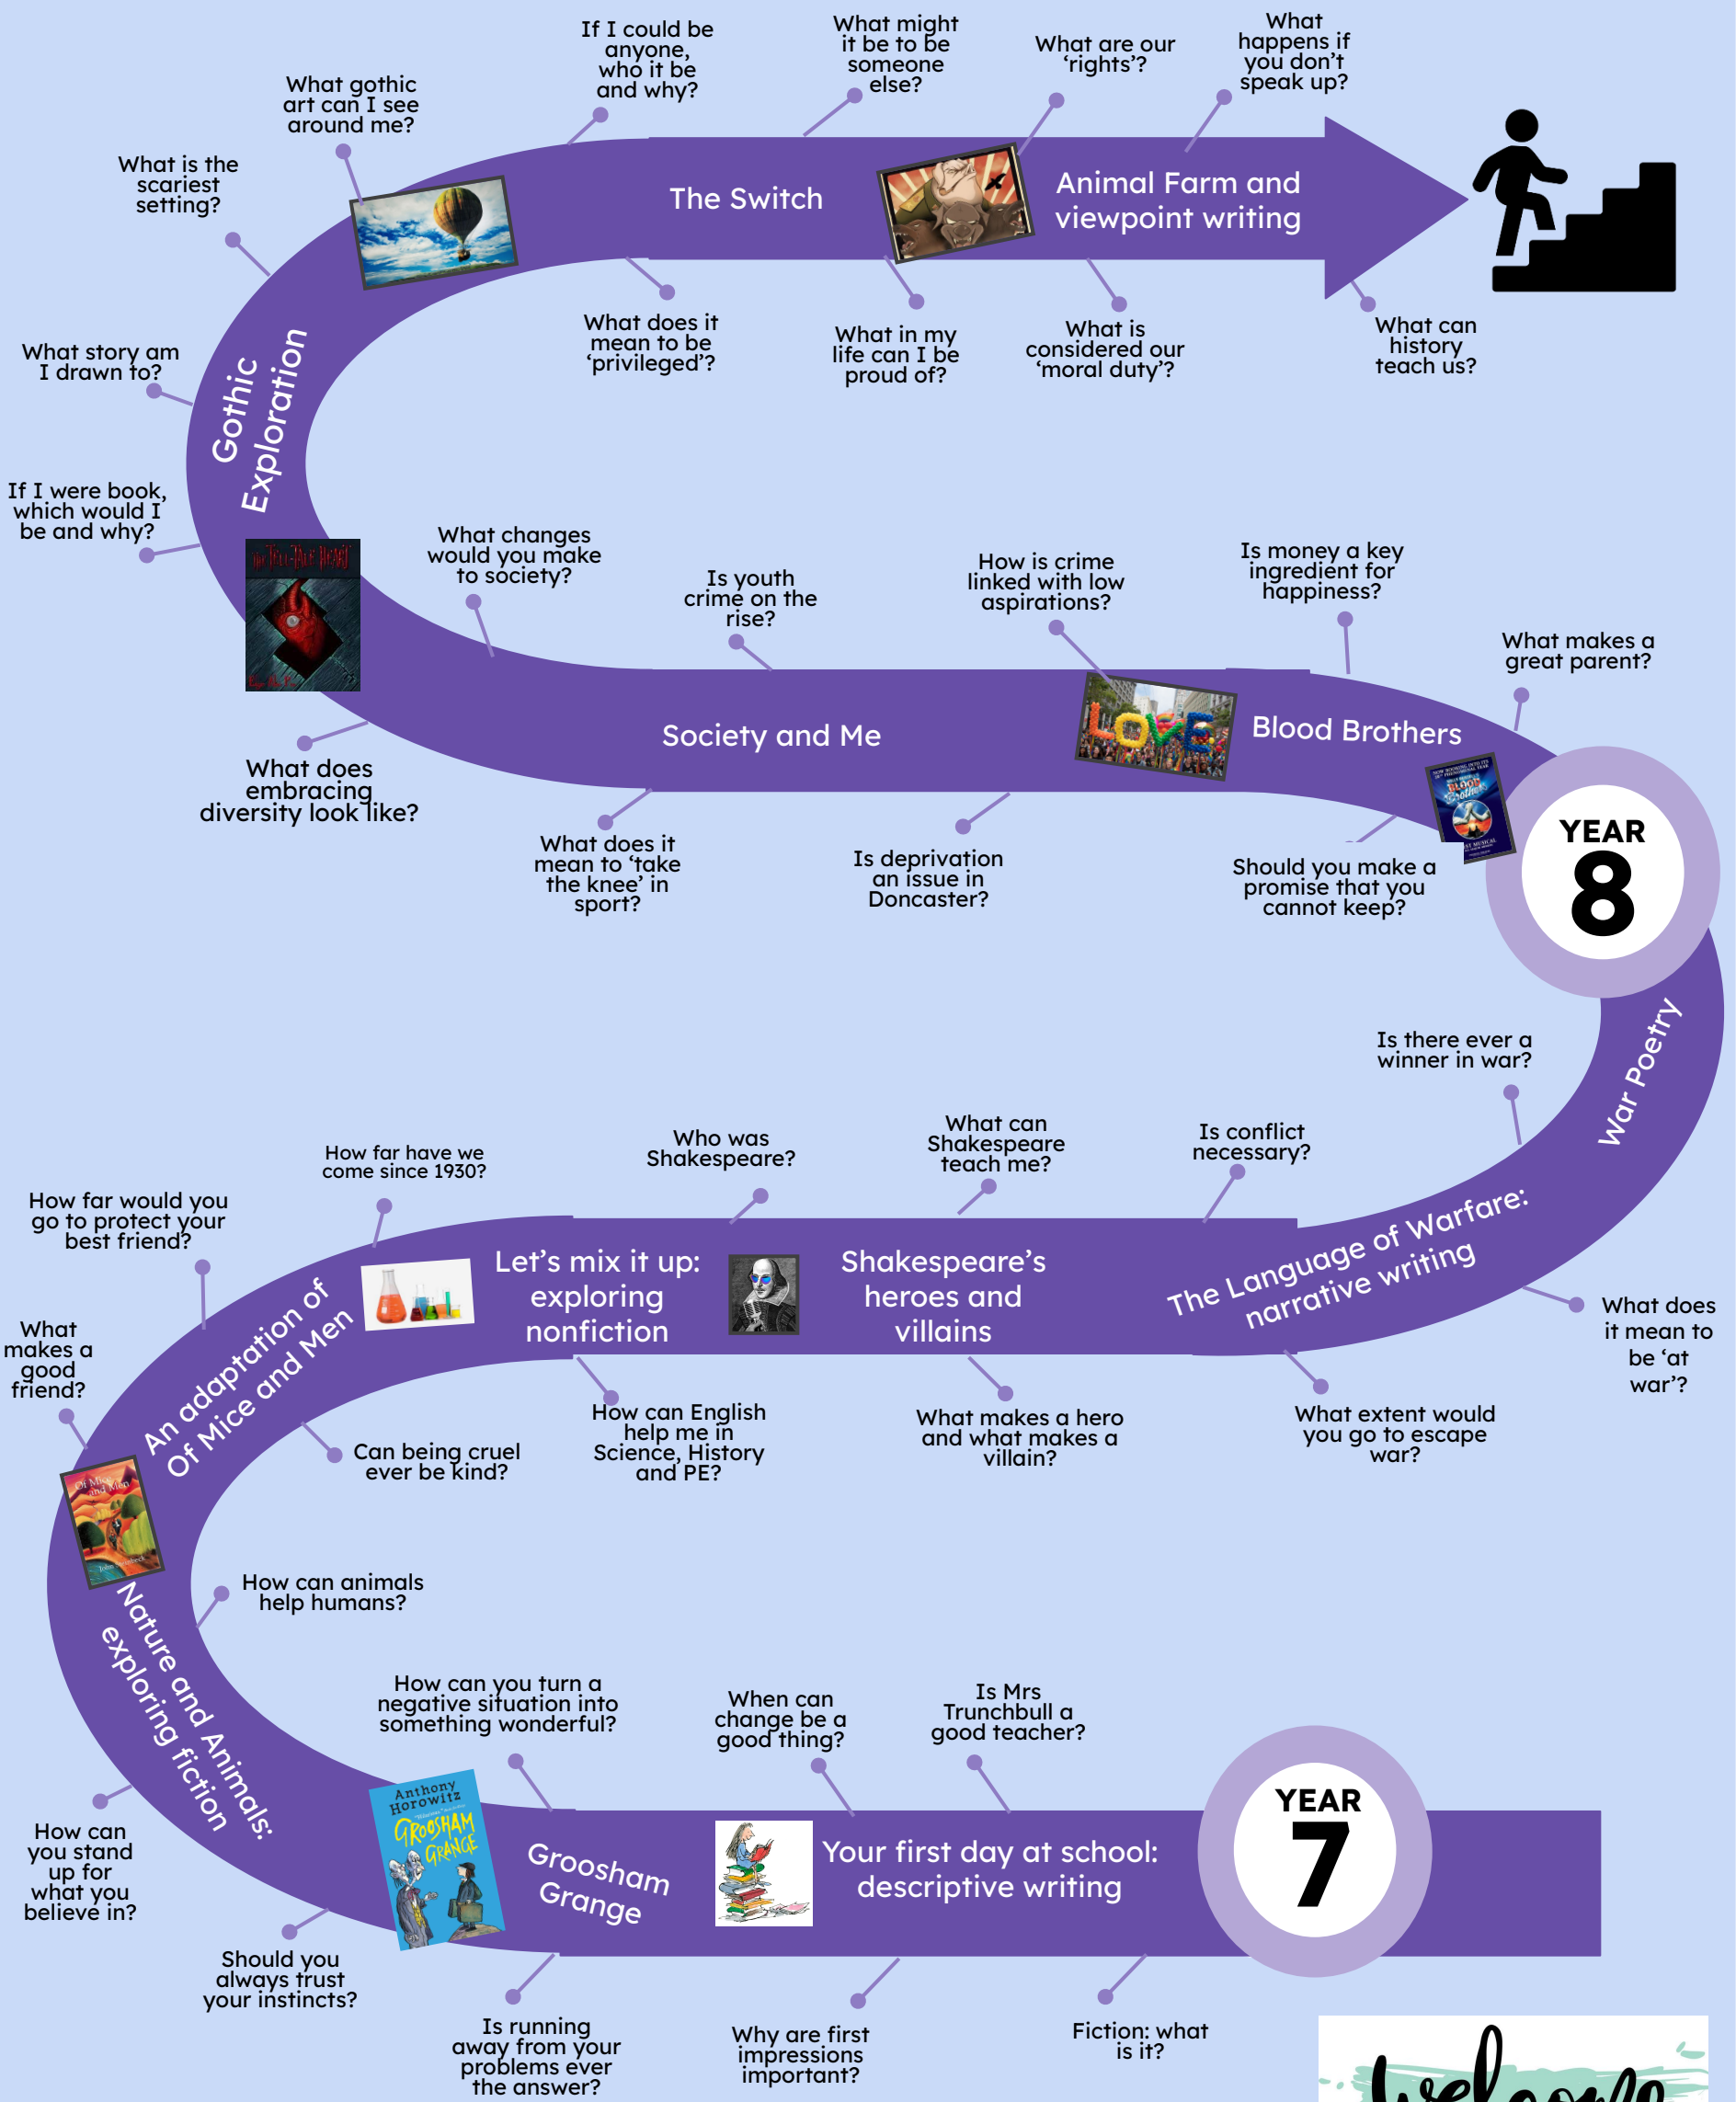 If I could be
anyone,
who it be
and why?
What might
it be to be
someone
else?
What are our
‘rights’?
What
happens if
you don’t
speak up?
What gothic
art can I see
around me?
What is the
scariest
setting?
The Switch
Animal Farm and
viewpoint writing
What does it
mean to be
‘privileged’?
What in my
life can I be
proud of?
What is
considered our
‘moral duty’?
What can
history
teach us?
What story am
I drawn to?
Gothic
Exploration
If I were book,
which would I
be and why?
THE TELL-TALE HEART
What changes
would you make
to society?
Is youth
crime on the
rise?
How is crime
linked with low
aspirations?
Is money a key
ingredient for
happiness?
What makes a
great parent?
Society and Me
LOVE
Blood Brothers
BLOOD
Brothers
YEAR
8
What does
embracing
diversity look like?
What does it
mean to ‘take
the knee’ in
sport?
Is deprivation
an issue in
Doncaster?
Should you make a
promise that you
cannot keep?
War Poetry
Is there ever a
winner in war?
Is conflict
necessary?
What can
Shakespeare
teach me?
Who was
Shakespeare?
How far have we
come since 1930?
How far would you
go to protect your
best friend?
What
makes a
good
friend?
An adaptation of
Of Mice and Men
Let’s mix it up:
exploring
nonfiction
Shakespeare’s
heroes and
villains
The Language of Warfare:
narrative writing
What does
it mean to
be ‘at
war’?
What extent would
you go to escape
war?
What makes a hero
and what makes a
villain?
How can English
help me in
Science, History
and PE?
Can being cruel
ever be kind?
Of Mice
and Men
John Steinbeck
How can animals
help humans?
Nature and Animals:
exploring fiction
How can you turn a
negative situation into
something wonderful?
When can
change be a
good thing?
Is Mrs
Trunchbull a
good teacher?
Anthony
Horowitz
GROOSHAM
GRANGE
Groosham
Grange
Your first day at school:
descriptive writing
YEAR
7
How can
you stand
up for
what you
believe in?
Should you
always trust
your instincts?
Is running
away from your
problems ever
the answer?
Why are first
impressions
important?
Fiction: what
is it?
welcome